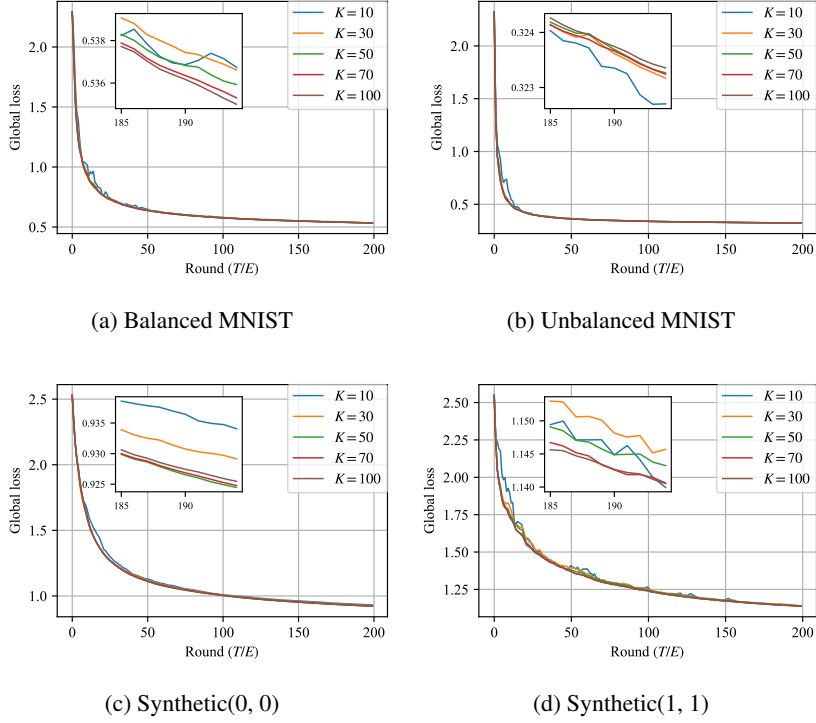 2.0
1.5
1.0
0.5
0.538
0.536
185
190
K = 10
K = 30
K = 50
K = 70
K = 100
Global loss
0
50
100
150
200
Round (T/E)
(a) Balanced MNIST
2.0
1.5
1.0
0.5
0.324
0.323
185
190
K = 10
K = 30
K = 50
K = 70
K = 100
Global loss
0
50
100
150
200
Round (T/E)
(b) Unbalanced MNIST
2.5
2.0
1.5
1.0
0.935
0.930
0.925
185
190
K = 10
K = 30
K = 50
K = 70
K = 100
Global loss
0
50
100
150
200
Round (T/E)
(c) Synthetic(0, 0)
2.50
2.25
2.00
1.75
1.50
1.25
1.150
1.145
1.140
185
190
K = 10
K = 30
K = 50
K = 70
K = 100
Global loss
0
50
100
150
200
Round (T/E)
(d) Synthetic(1, 1)